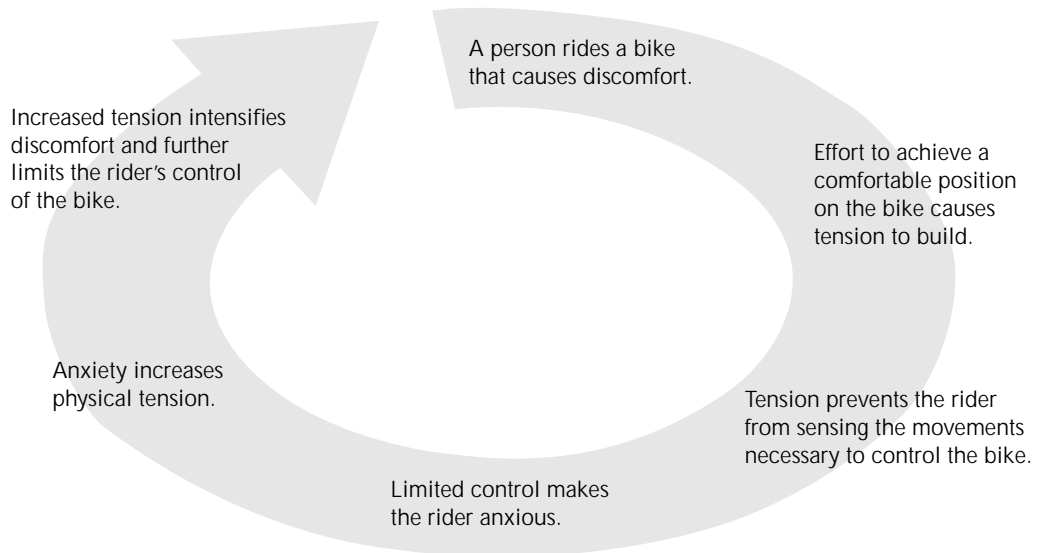 A person rides a bike
that causes discomfort.
Effort to achieve a
comfortable position
on the bike causes
tension to build.
Tension prevents the rider
from sensing the movements
necessary to control the bike.
Limited control makes
the rider anxious.
Anxiety increases
physical tension.
Increased tension intensifies
discomfort and further
limits the rider’s control
of the bike.